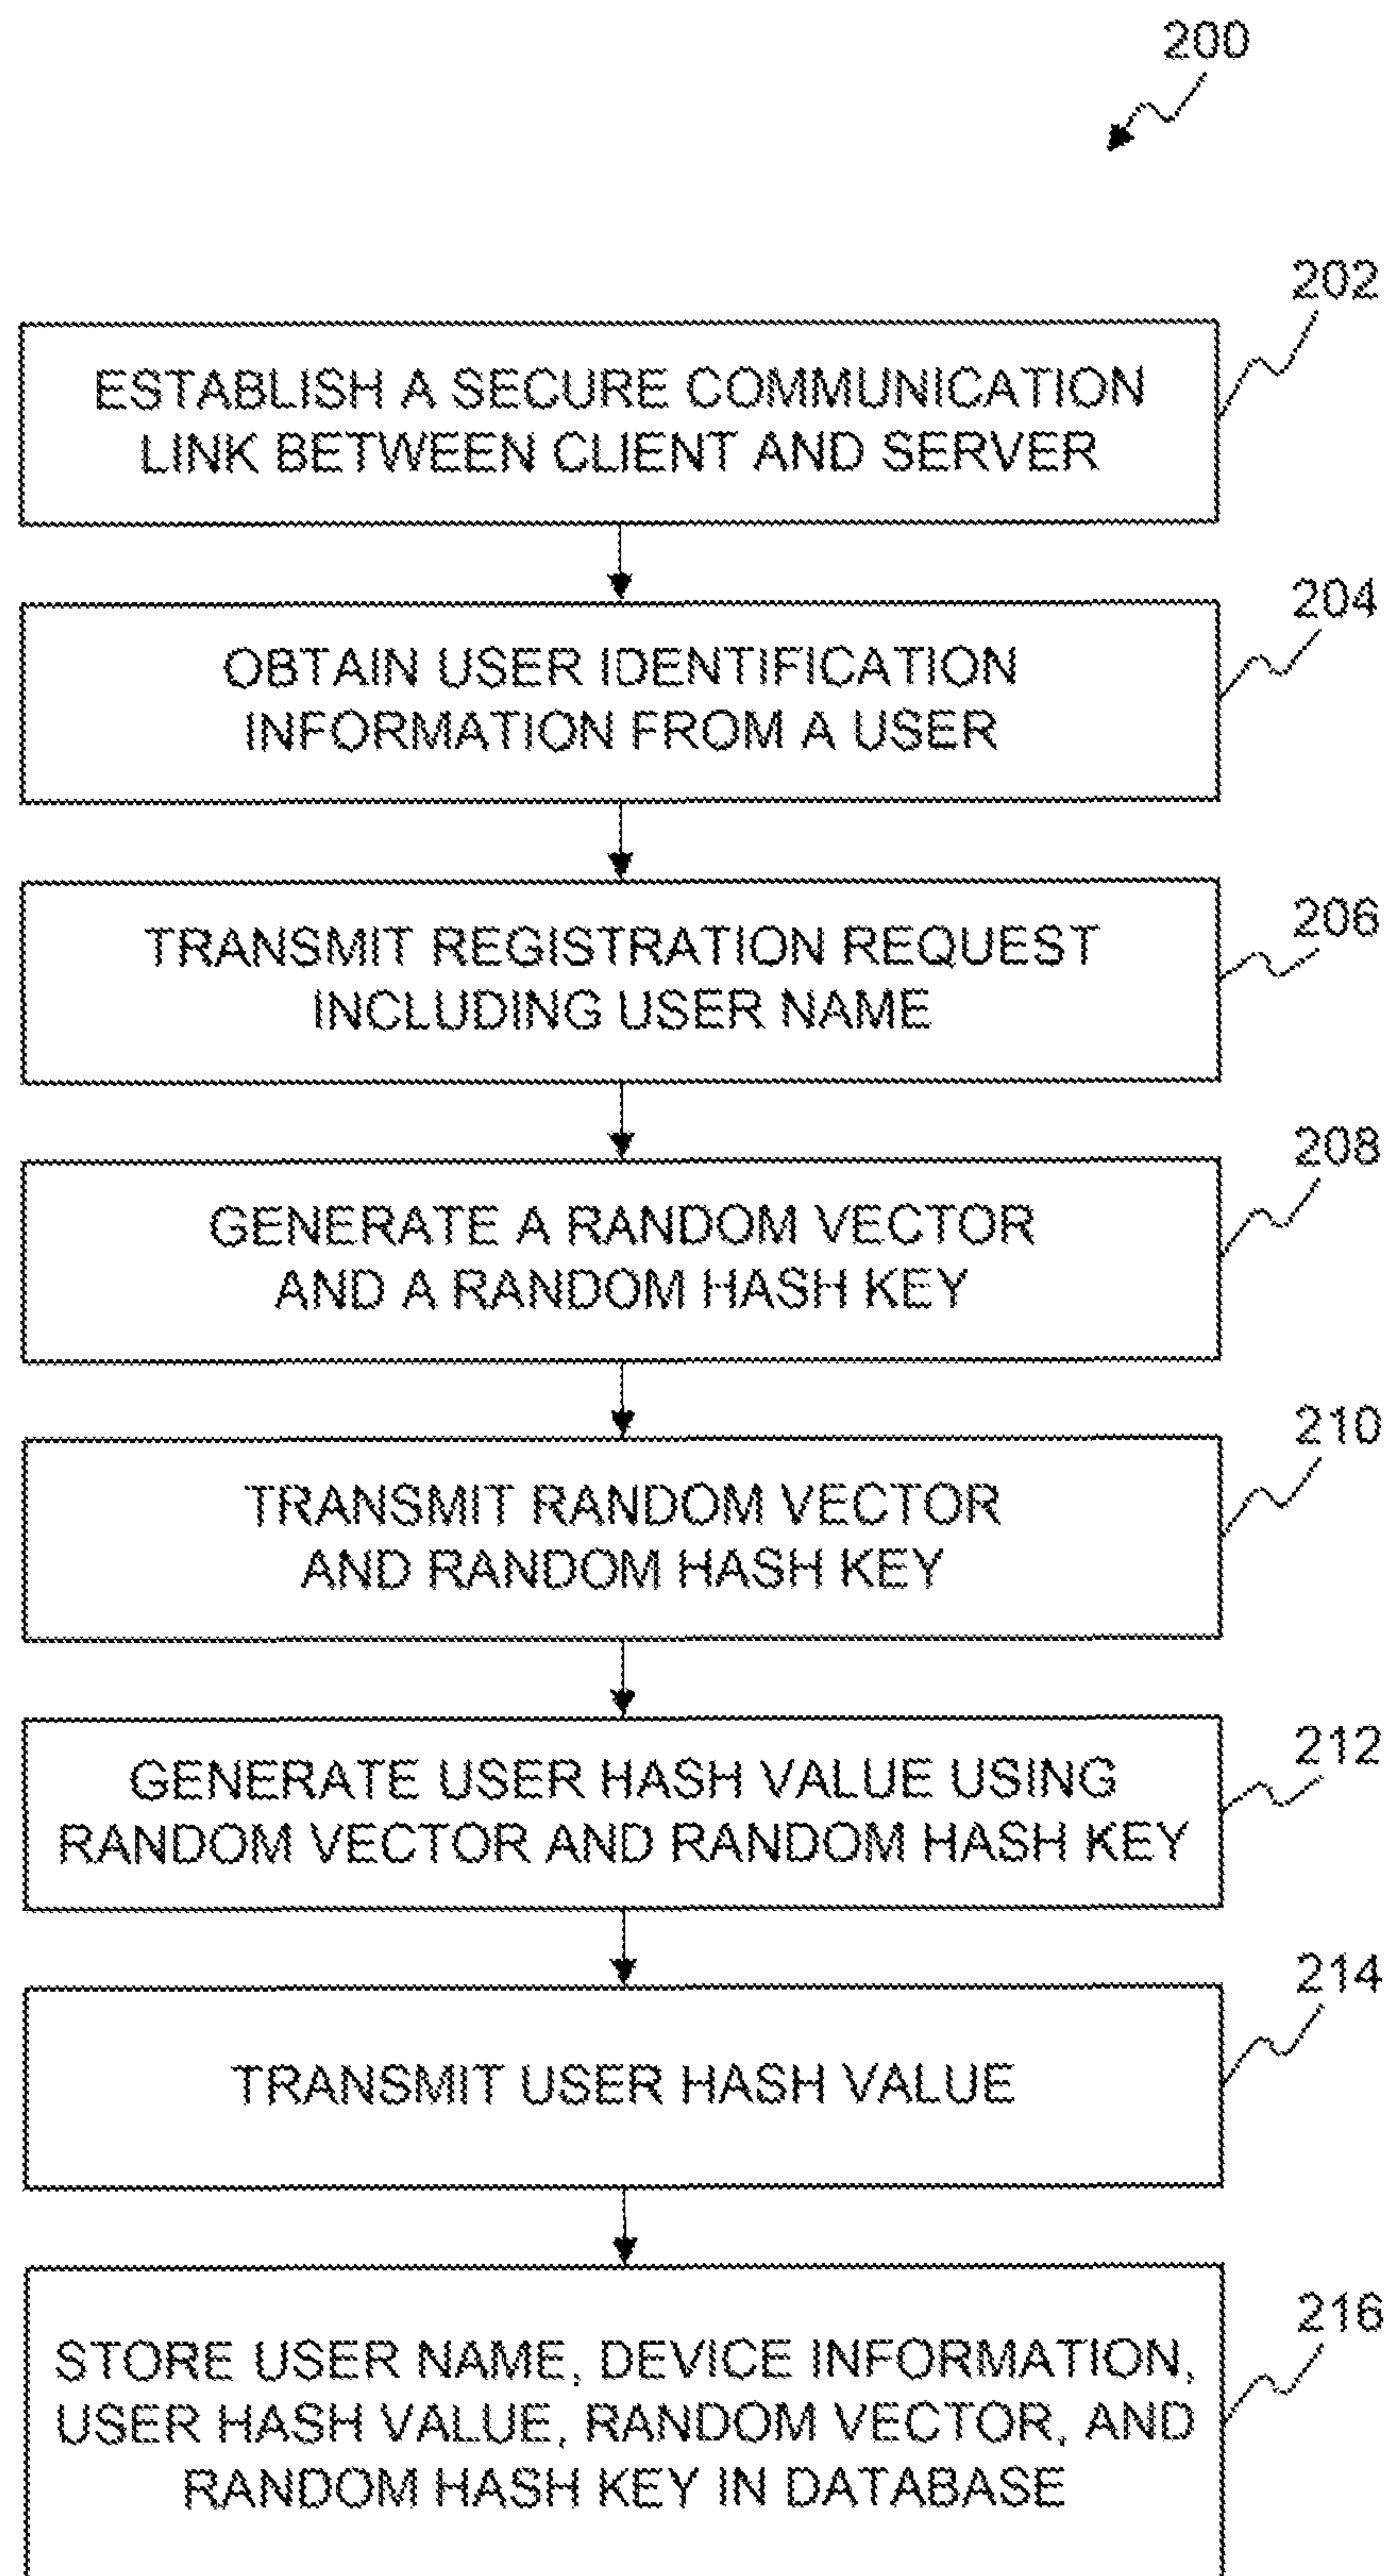 200
202
ESTABLISH A SECURE COMMUNICATION
LINK BETWEEN CLIENT AND SERVER
204
OBTAIN USER IDENTIFICATION
INFORMATION FROM A USER
206
TRANSMIT REGISTRATION REQUEST
INCLUDING USER NAME
208
GENERATE A RANDOM VECTOR
AND A RANDOM HASH KEY
210
TRANSMIT RANDOM VECTOR
AND RANDOM HASH KEY
212
GENERATE USER HASH VALUE USING
RANDOM VECTOR AND RANDOM HASH KEY
214
TRANSMIT USER HASH VALUE
216
STORE USER NAME, DEVICE INFORMATION,
USER HASH VALUE, RANDOM VECTOR, AND
RANDOM HASH KEY IN DATABASE